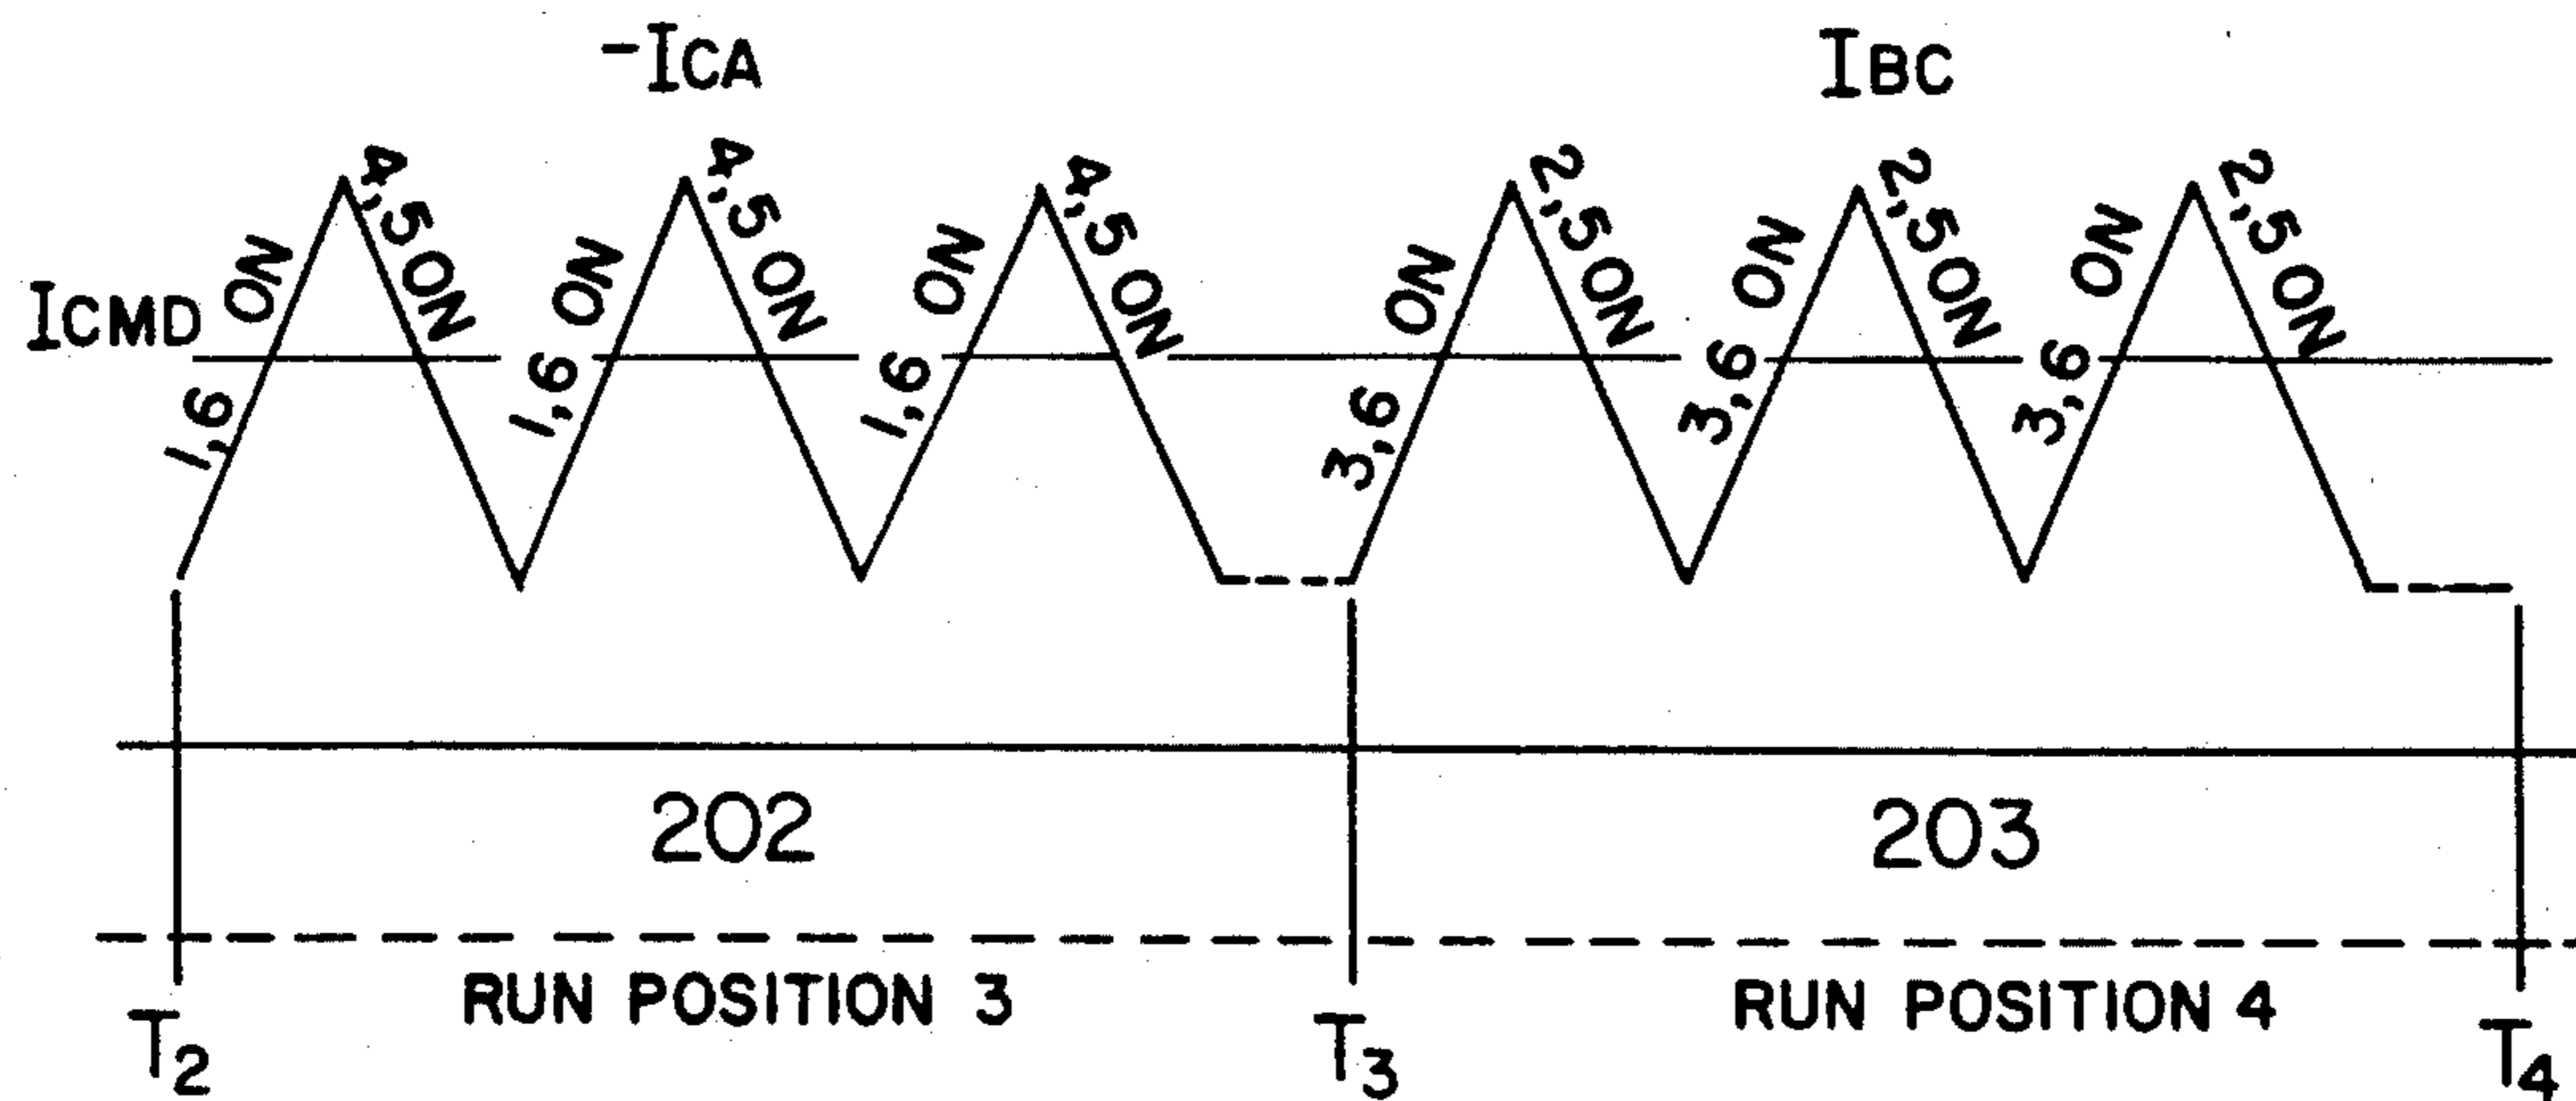 -ICA
IBC
ICMD
1,6 ON
4,5 ON
1,6 ON
4,5 ON
1,6 ON
4,5 ON
3,6 ON
2,5 ON
3,6 ON
2,5 ON
3,6 ON
2,5 ON
202
203
RUN POSITION 3
RUN POSITION 4
T2
T3
T4